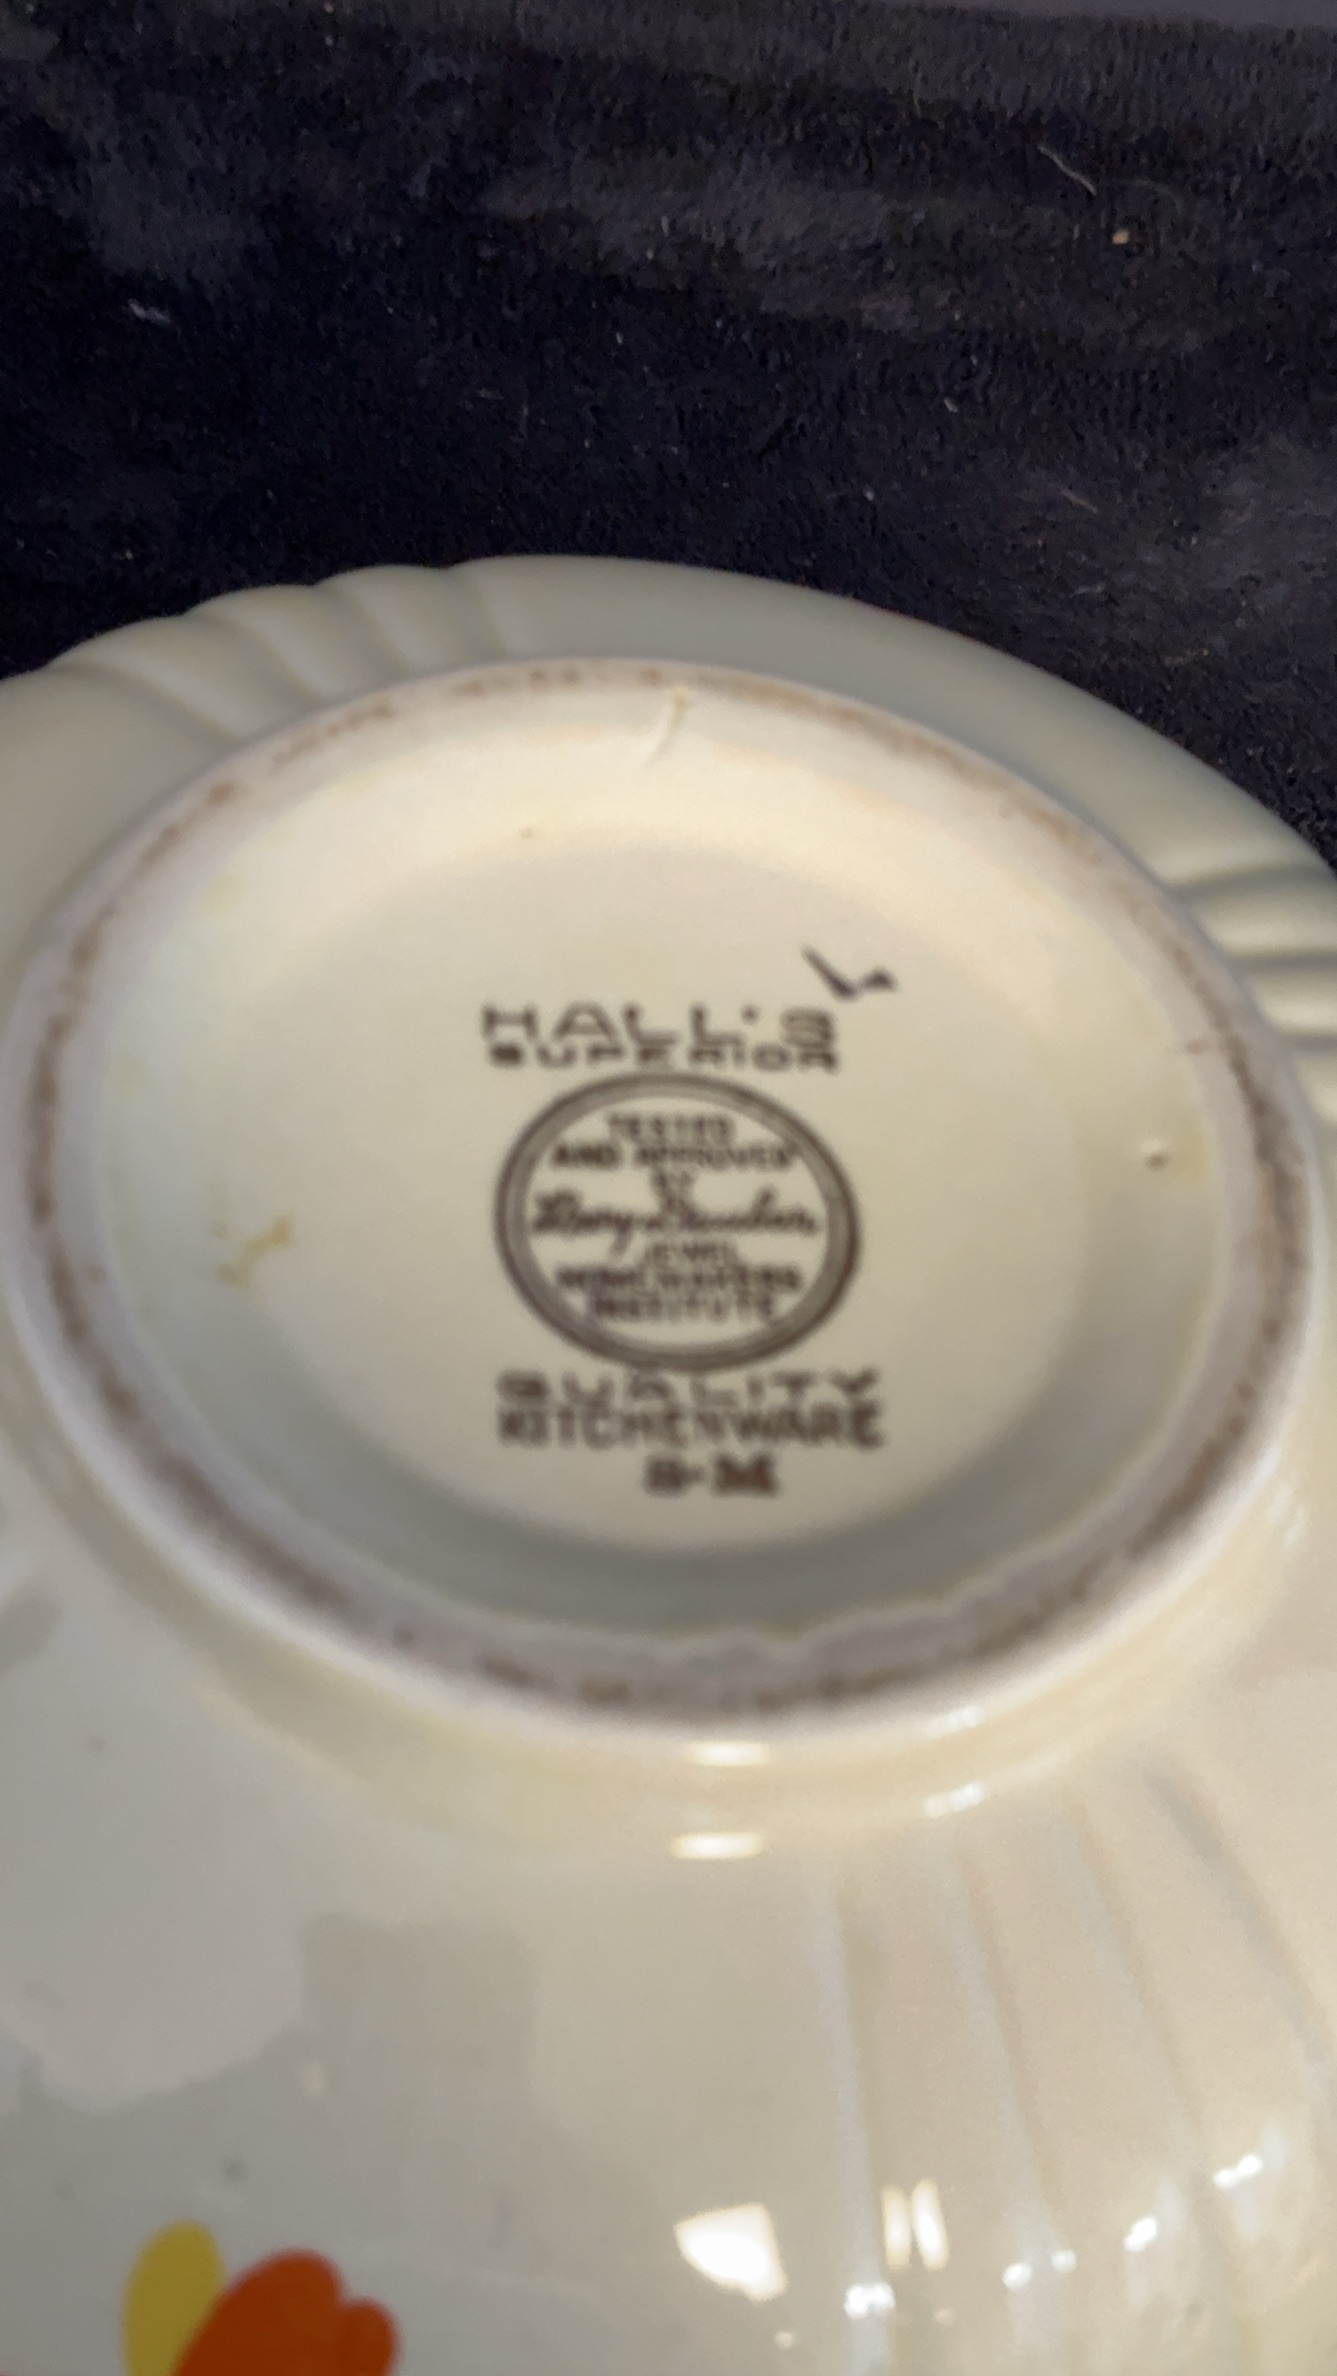 HALL'S
SUPERIOR
TESTED
AND APPROVED
BY
Mary Dunbar
JEWEL
HOMEMAKERS
INSTITUTE
QUALITY
KITCHENWARE